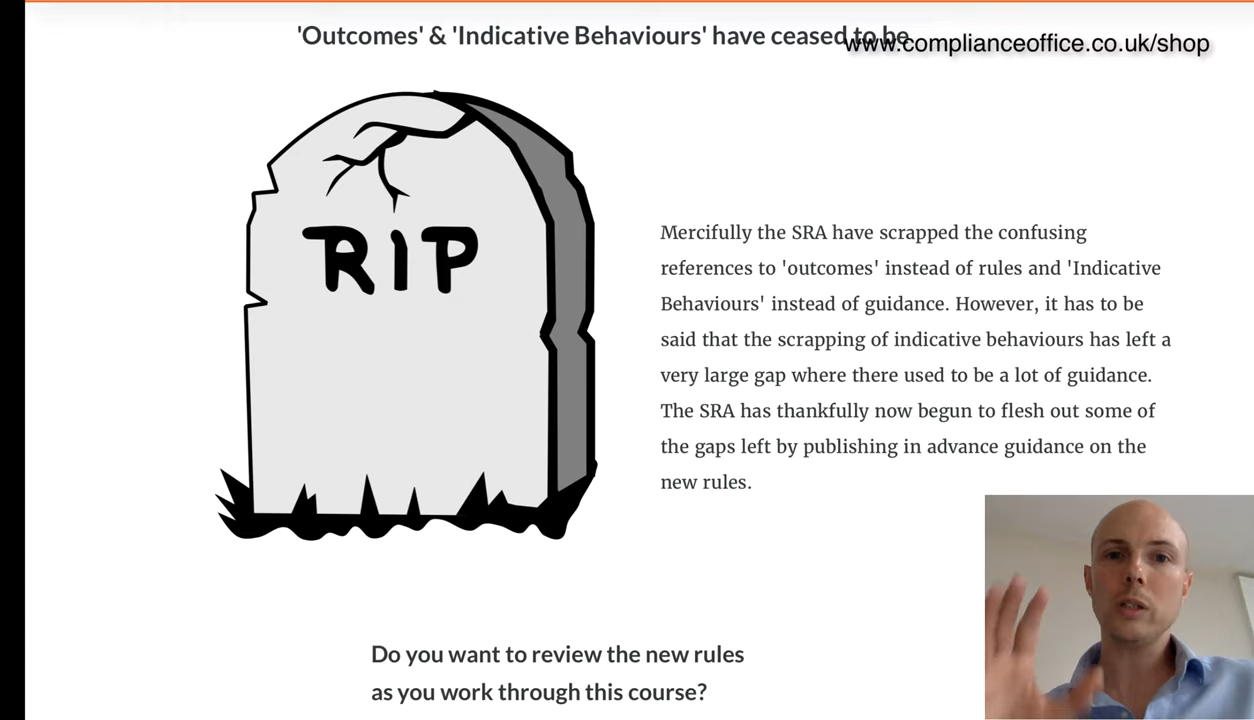 'Outcomes' & 'Indicative Behaviours' have ceased to be
www.complianceoffice.co.uk/shop
RIP
Mercifully the SRA have scrapped the confusing
references to 'outcomes' instead of rules and 'Indicative
Behaviours' instead of guidance. However, it has to be
said that the scrapping of indicative behaviours has left a
very large gap where there used to be a lot of guidance.
The SRA has thankfully now begun to flesh out some of
the gaps left by publishing in advance guidance on the
new rules.
Do you want to review the new rules
as you work through this course?